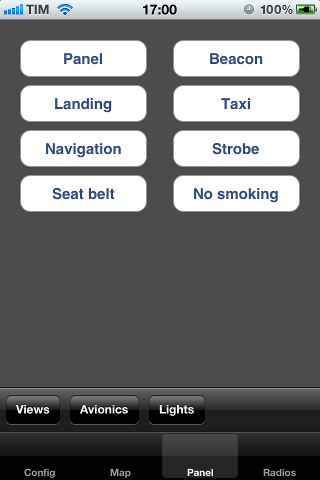 TIM 17:00 100%
Panel Beacon
Landing Taxi
Navigation Strobe
Seat belt No smoking
Views Avionics Lights
Config Map Panel Radios